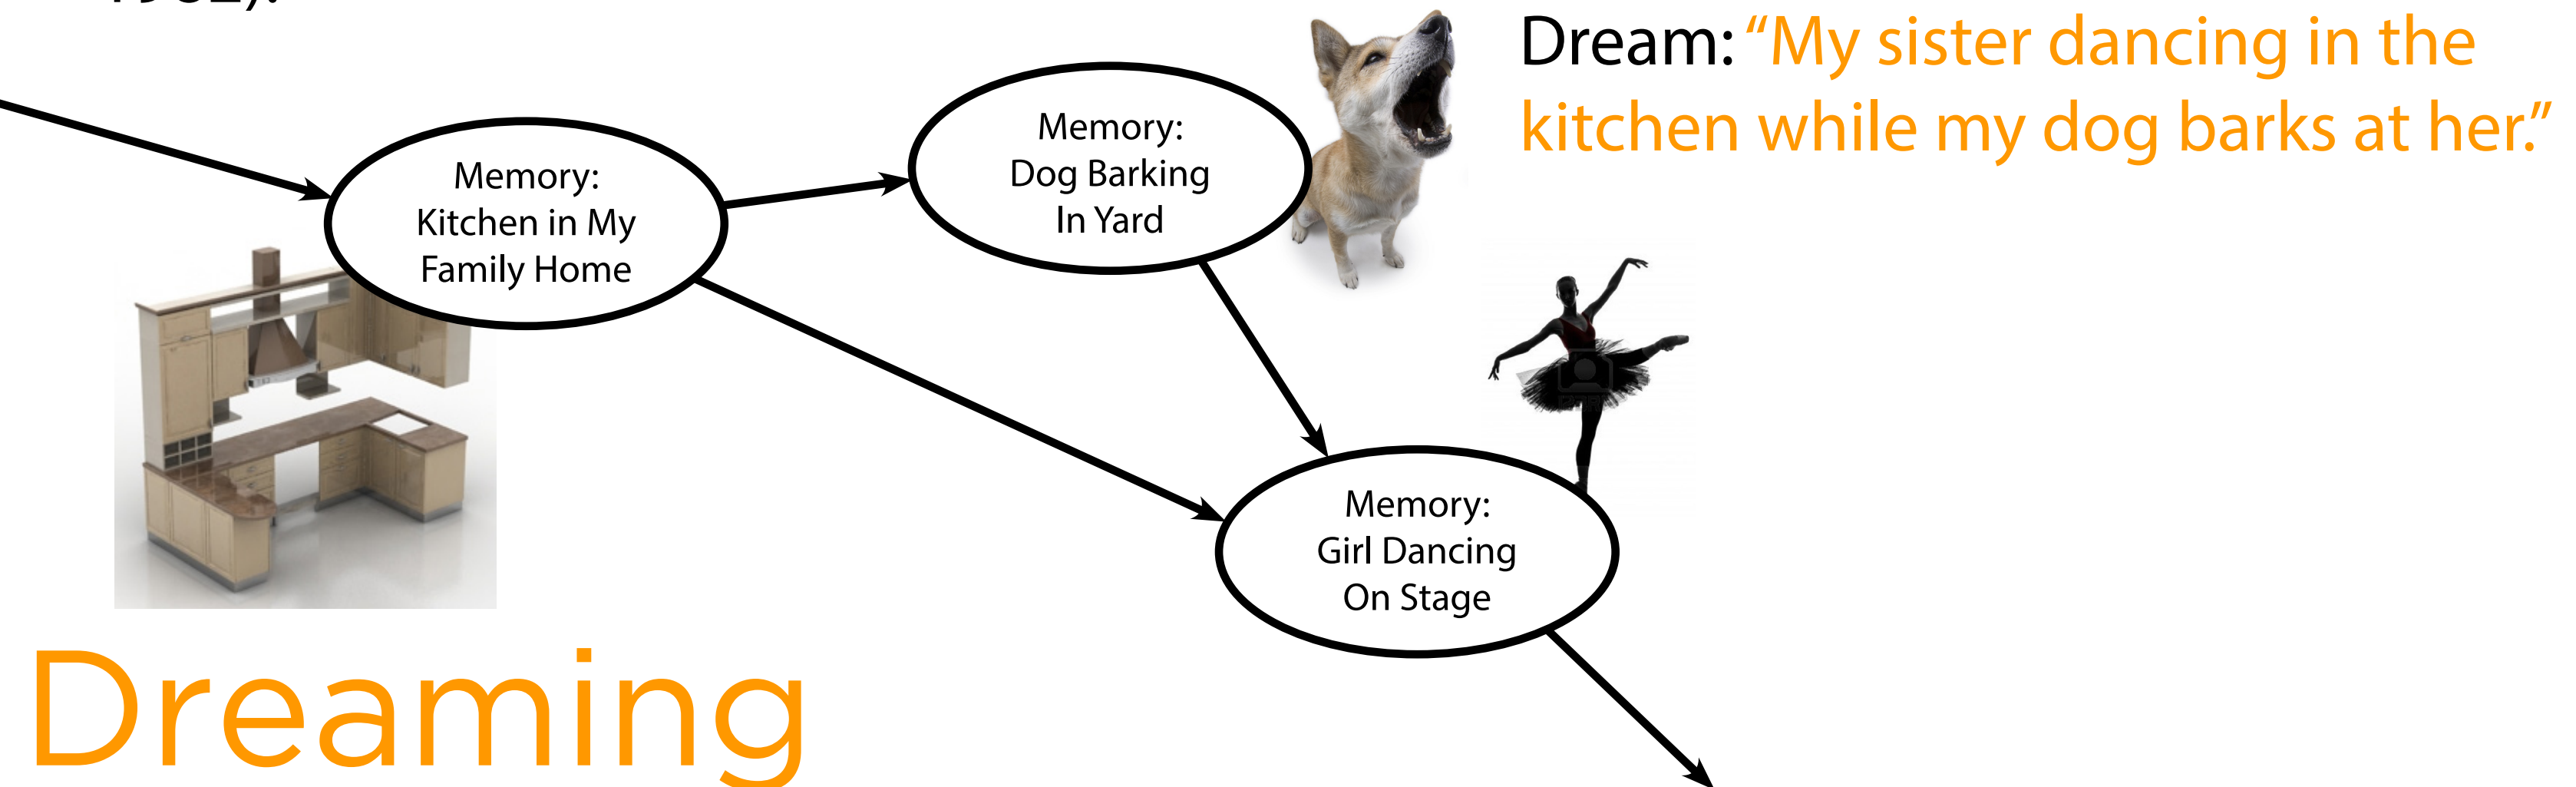 Dream: “My sister dancing in the
kitchen while my dog barks at her.”
Memory:
Dog Barking
In Yard
Memory:
Kitchen in My
Family Home
Memory:
Girl Dancing
On Stage
Dreaming